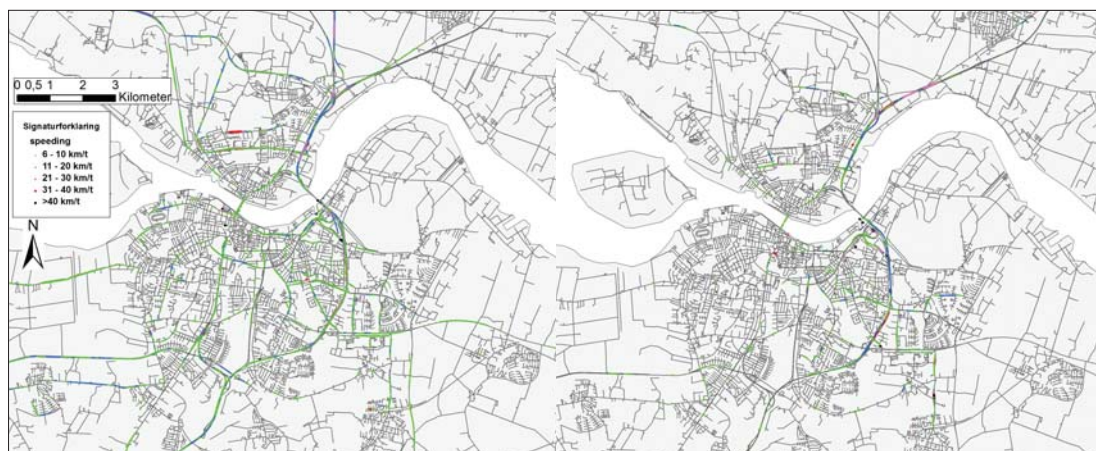 0 0,5 1 2 3
Kilometer
Signaturforklaring
speeding
6 - 10 km/t
11 - 20 km/t
21 - 30 km/t
31 - 40 km/t
>40 km/t
N